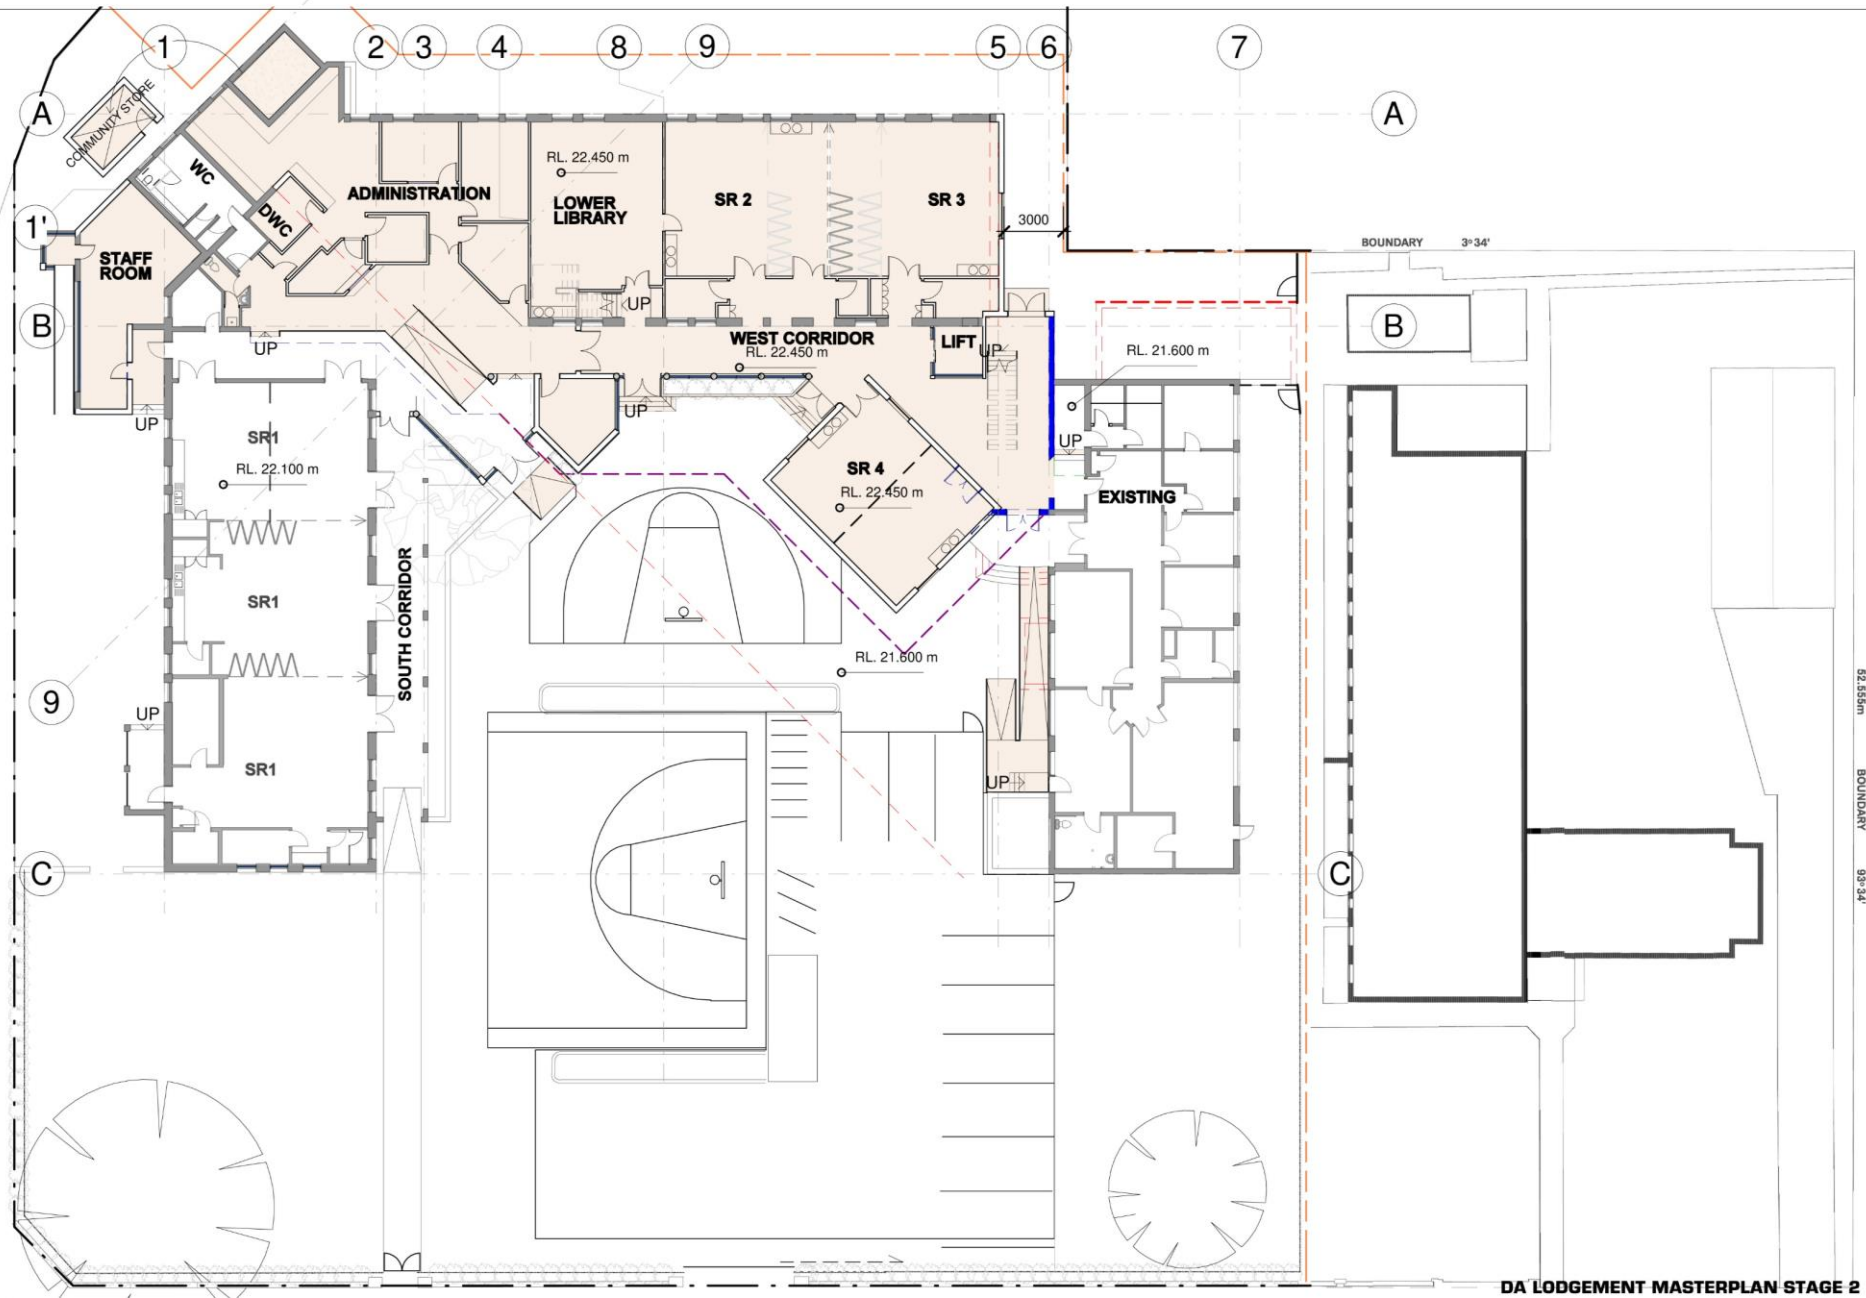 1
2
3
4
8
9
5
6
7
A
A
COMMUNITY STORE
WC
DWC
ADMINISTRATION
RL. 22.450 m
LOWER
LIBRARY
SR 2
SR 3
3000
1'
STAFF
ROOM
BOUNDARY 3°34'
B
B
UP
UP
WEST CORRIDOR
RL. 22.450 m
LIFT
UP
RL. 21.600 m
UP
UP
UP
SR1
RL. 22.100 m
SR 4
RL. 22.450 m
EXISTING
SR1
SOUTH CORRIDOR
RL. 21.600 m
9
UP
SR1
UP
52.555m
BOUNDARY
93°34'
C
C
DA LODGEMENT MASTERPLAN STAGE 2